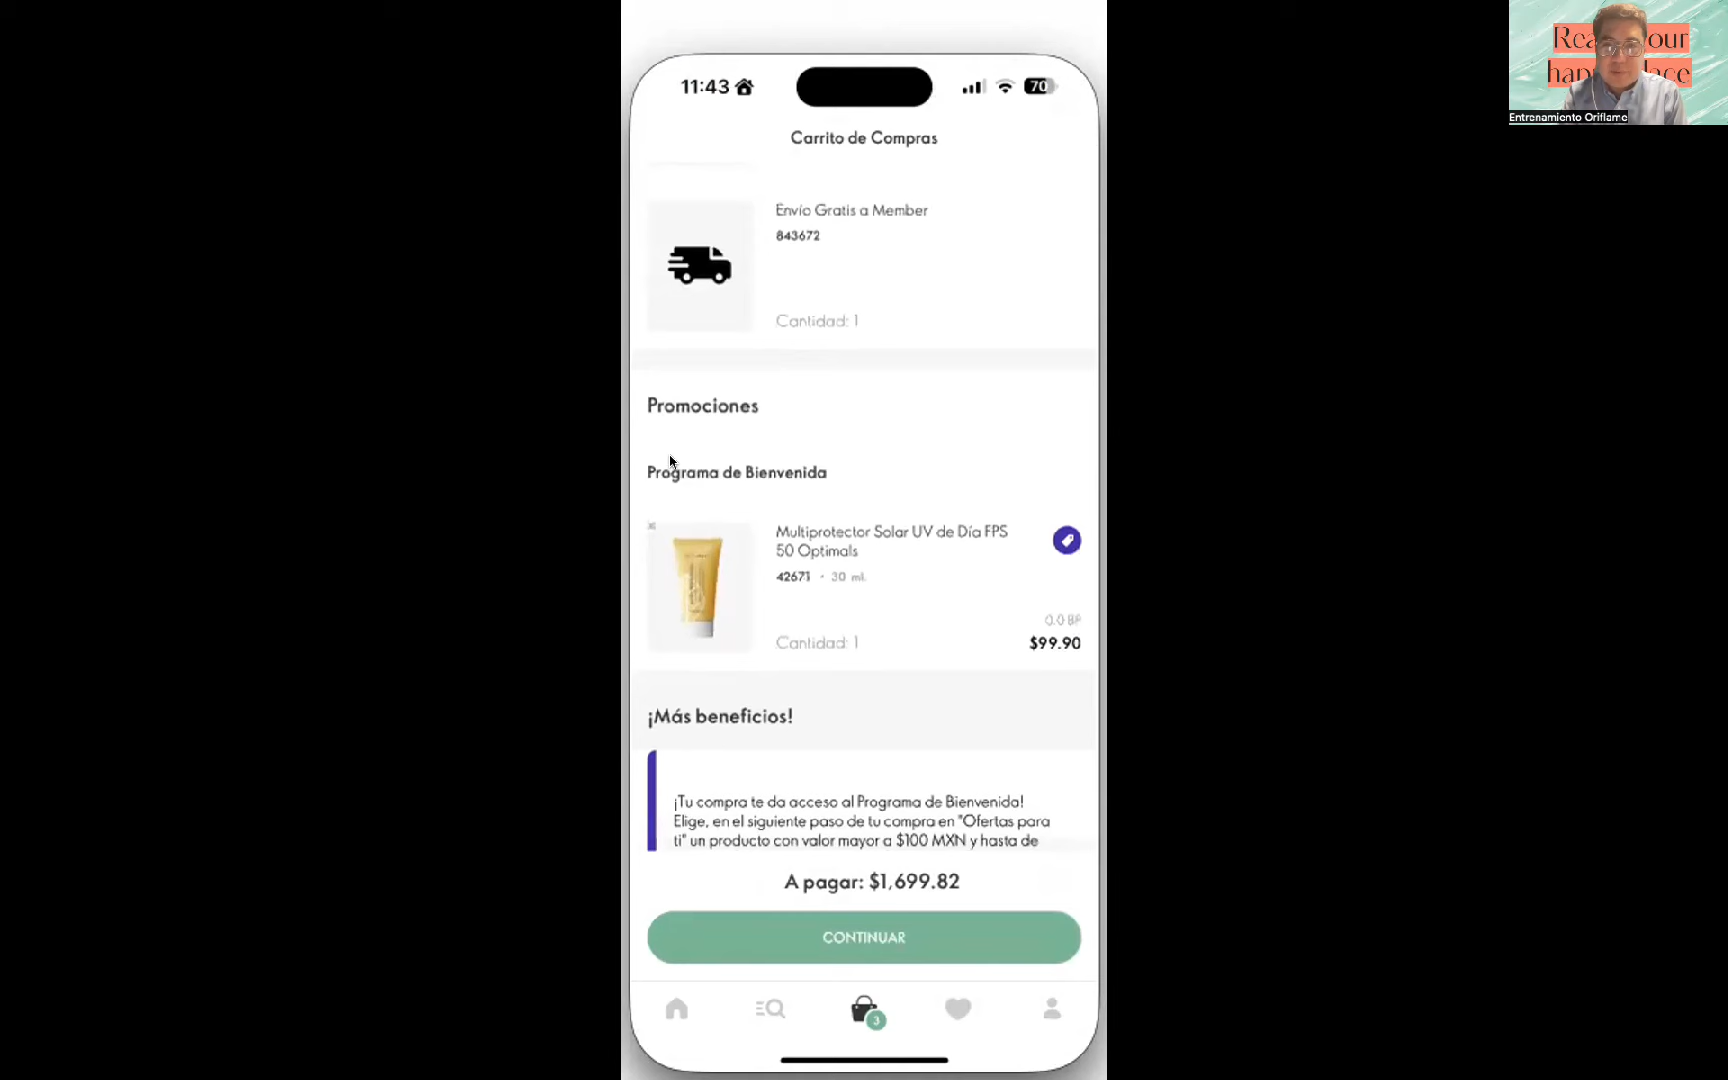 11:43
70
Carrito de Compras
Envío Gratis a Member
843672
Cantidad: 1
Promociones
Programa de Bienvenida
Multiprotector Solar UV de Día FPS
50 Optimals
42671 · 30 ml.
0.0 BP
Cantidad: 1
$99.90
¡Más beneficios!
¡Tu compra te da acceso al Programa de Bienvenida!
Elige, en el siguiente paso de tu compra en "Ofertas para
ti" un producto con valor mayor a $100 MXN y hasta de
A pagar: $1,699.82
CONTINUAR
3
Entrenamiento Oriflame